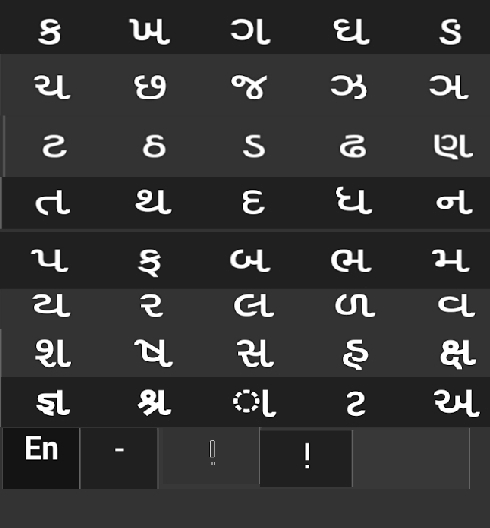 ક ખ ગ ઘ ઙ
ચ છ જ ઝ ઞ
ટ ઠ ડ ઢ ણ
ત થ દ ધ ન
પ ફ બ ભ મ
ય ર લ ળ વ
શ ષ સ હ ક્ષ
જ્ઞ શ્ર ા ટ અ
En - !